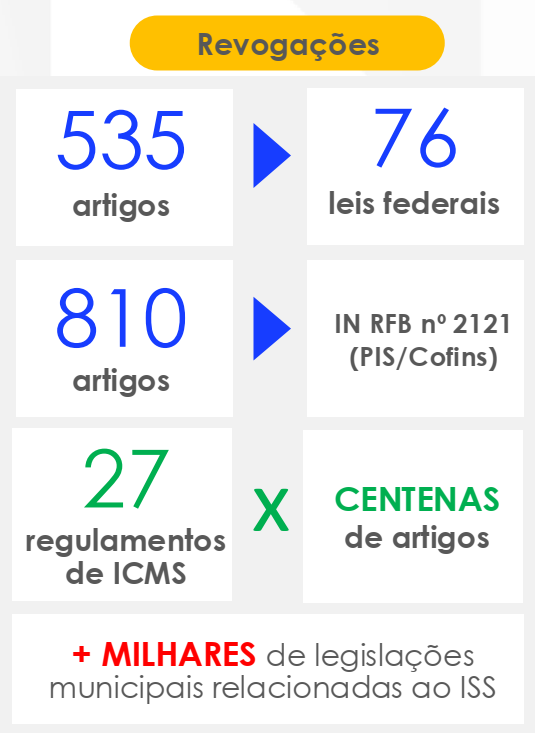 Revogações
535
artigos
76
leis federais
810
artigos
IN RFB nº 2121
(PIS/Cofins)
27
regulamentos
de ICMS
X
CENTENAS
de artigos
+ MILHARES de legislações
municipais relacionadas ao ISS